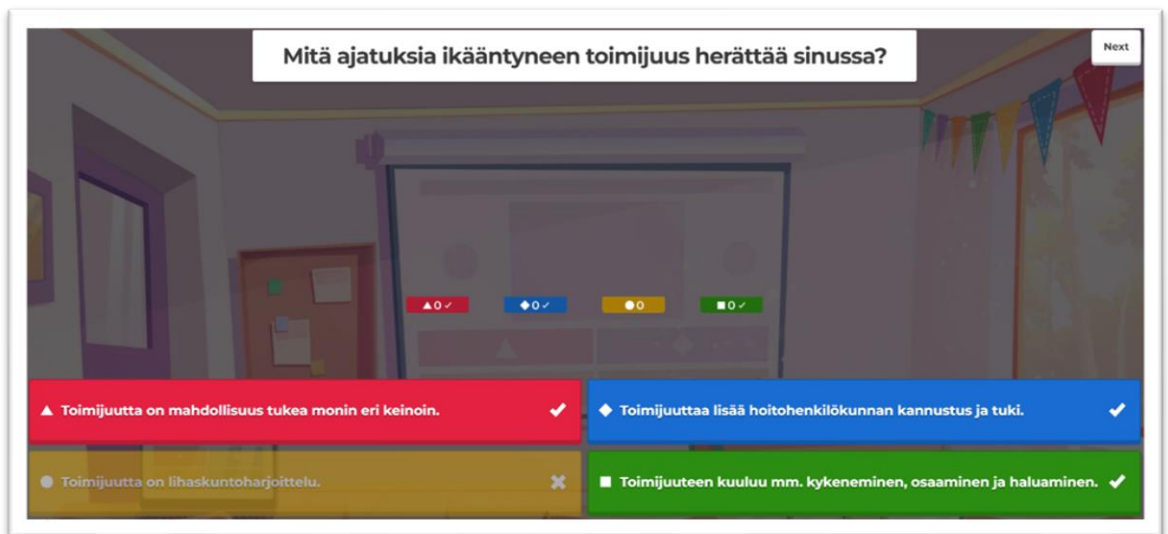 Mitä ajatuksia ikääntyneen toimijuus herättää sinussa?
Next
▲ 0 ✓
◆ 0 ✓
● 0
■ 0 ✓
▲ Toimijuutta on mahdollisuus tukea monin eri keinoin. ✓
◆ Toimijuuttaa lisää hoitohenkilökunnan kannustus ja tuki. ✓
● Toimijuutta on lihaskuntoharjoittelu. ✖
■ Toimijuuteen kuuluu mm. kykeneminen, osaaminen ja haluaminen. ✓